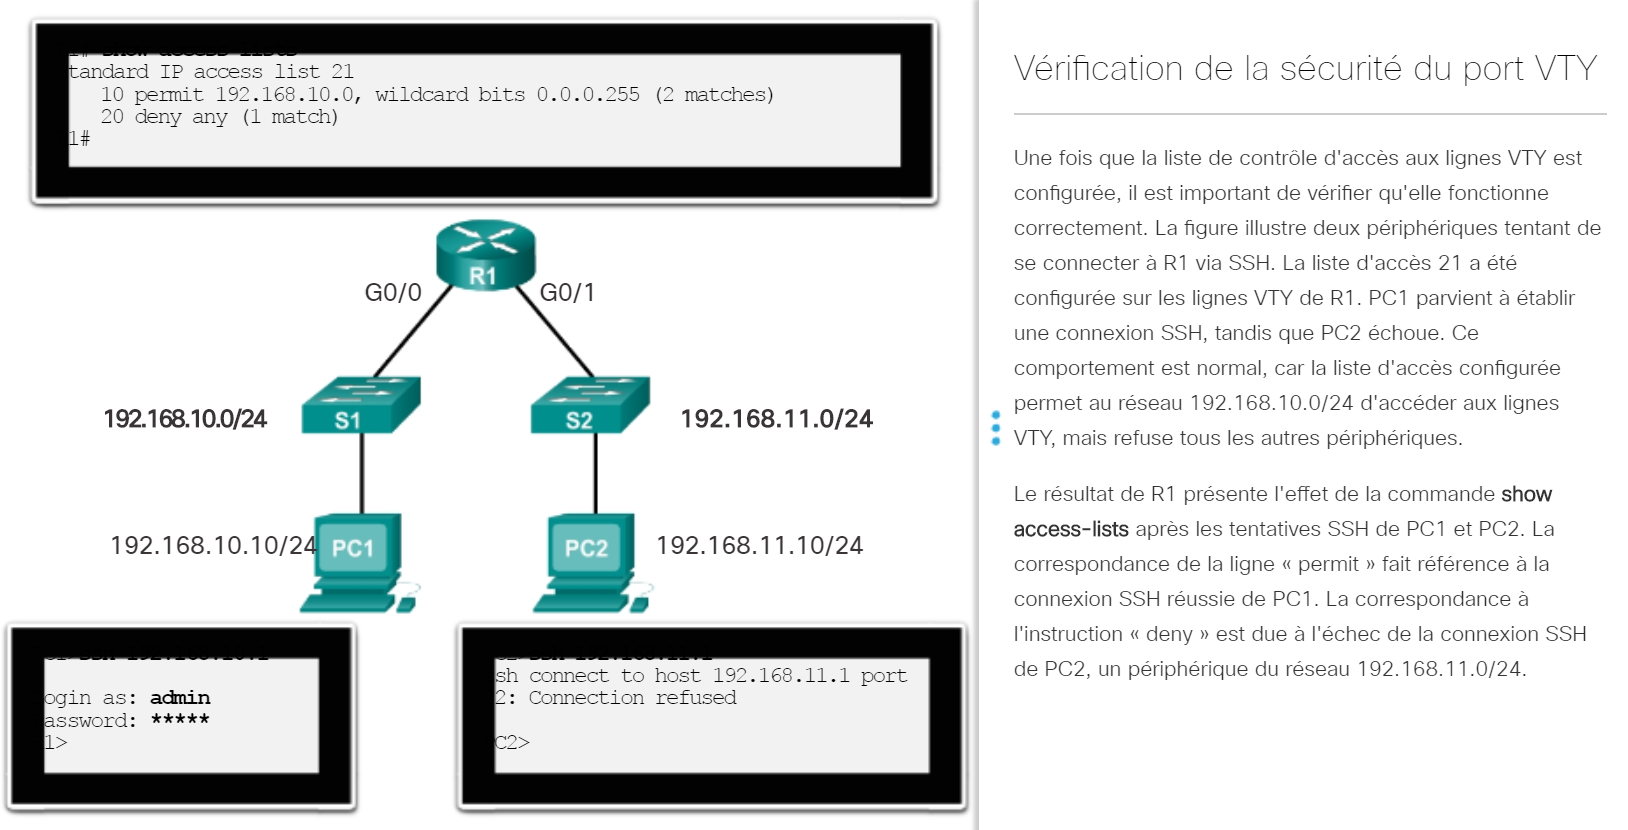 1# show access-lists
tandard IP access list 21
10 permit 192.168.10.0, wildcard bits 0.0.0.255 (2 matches)
20 deny any (1 match)
1#
R1
G0/0
G0/1
192.168.10.0/24
S1
S2
192.168.11.0/24
192.168.10.10/24
PC1
PC2
192.168.11.10/24
ogin as: admin
assword: *****
1>
sh connect to host 192.168.11.1 port
2: Connection refused
C2>
Vérification de la sécurité du port VTY
Une fois que la liste de contrôle d'accès aux lignes VTY est
configurée, il est important de vérifier qu'elle fonctionne
correctement. La figure illustre deux périphériques tentant de
se connecter à R1 via SSH. La liste d'accès 21 a été
configurée sur les lignes VTY de R1. PC1 parvient à établir
une connexion SSH, tandis que PC2 échoue. Ce
comportement est normal, car la liste d'accès configurée
permet au réseau 192.168.10.0/24 d'accéder aux lignes
VTY, mais refuse tous les autres périphériques.
Le résultat de R1 présente l'effet de la commande show
access-lists après les tentatives SSH de PC1 et PC2. La
correspondance de la ligne « permit » fait référence à la
connexion SSH réussie de PC1. La correspondance à
l'instruction « deny » est due à l'échec de la connexion SSH
de PC2, un périphérique du réseau 192.168.11.0/24.